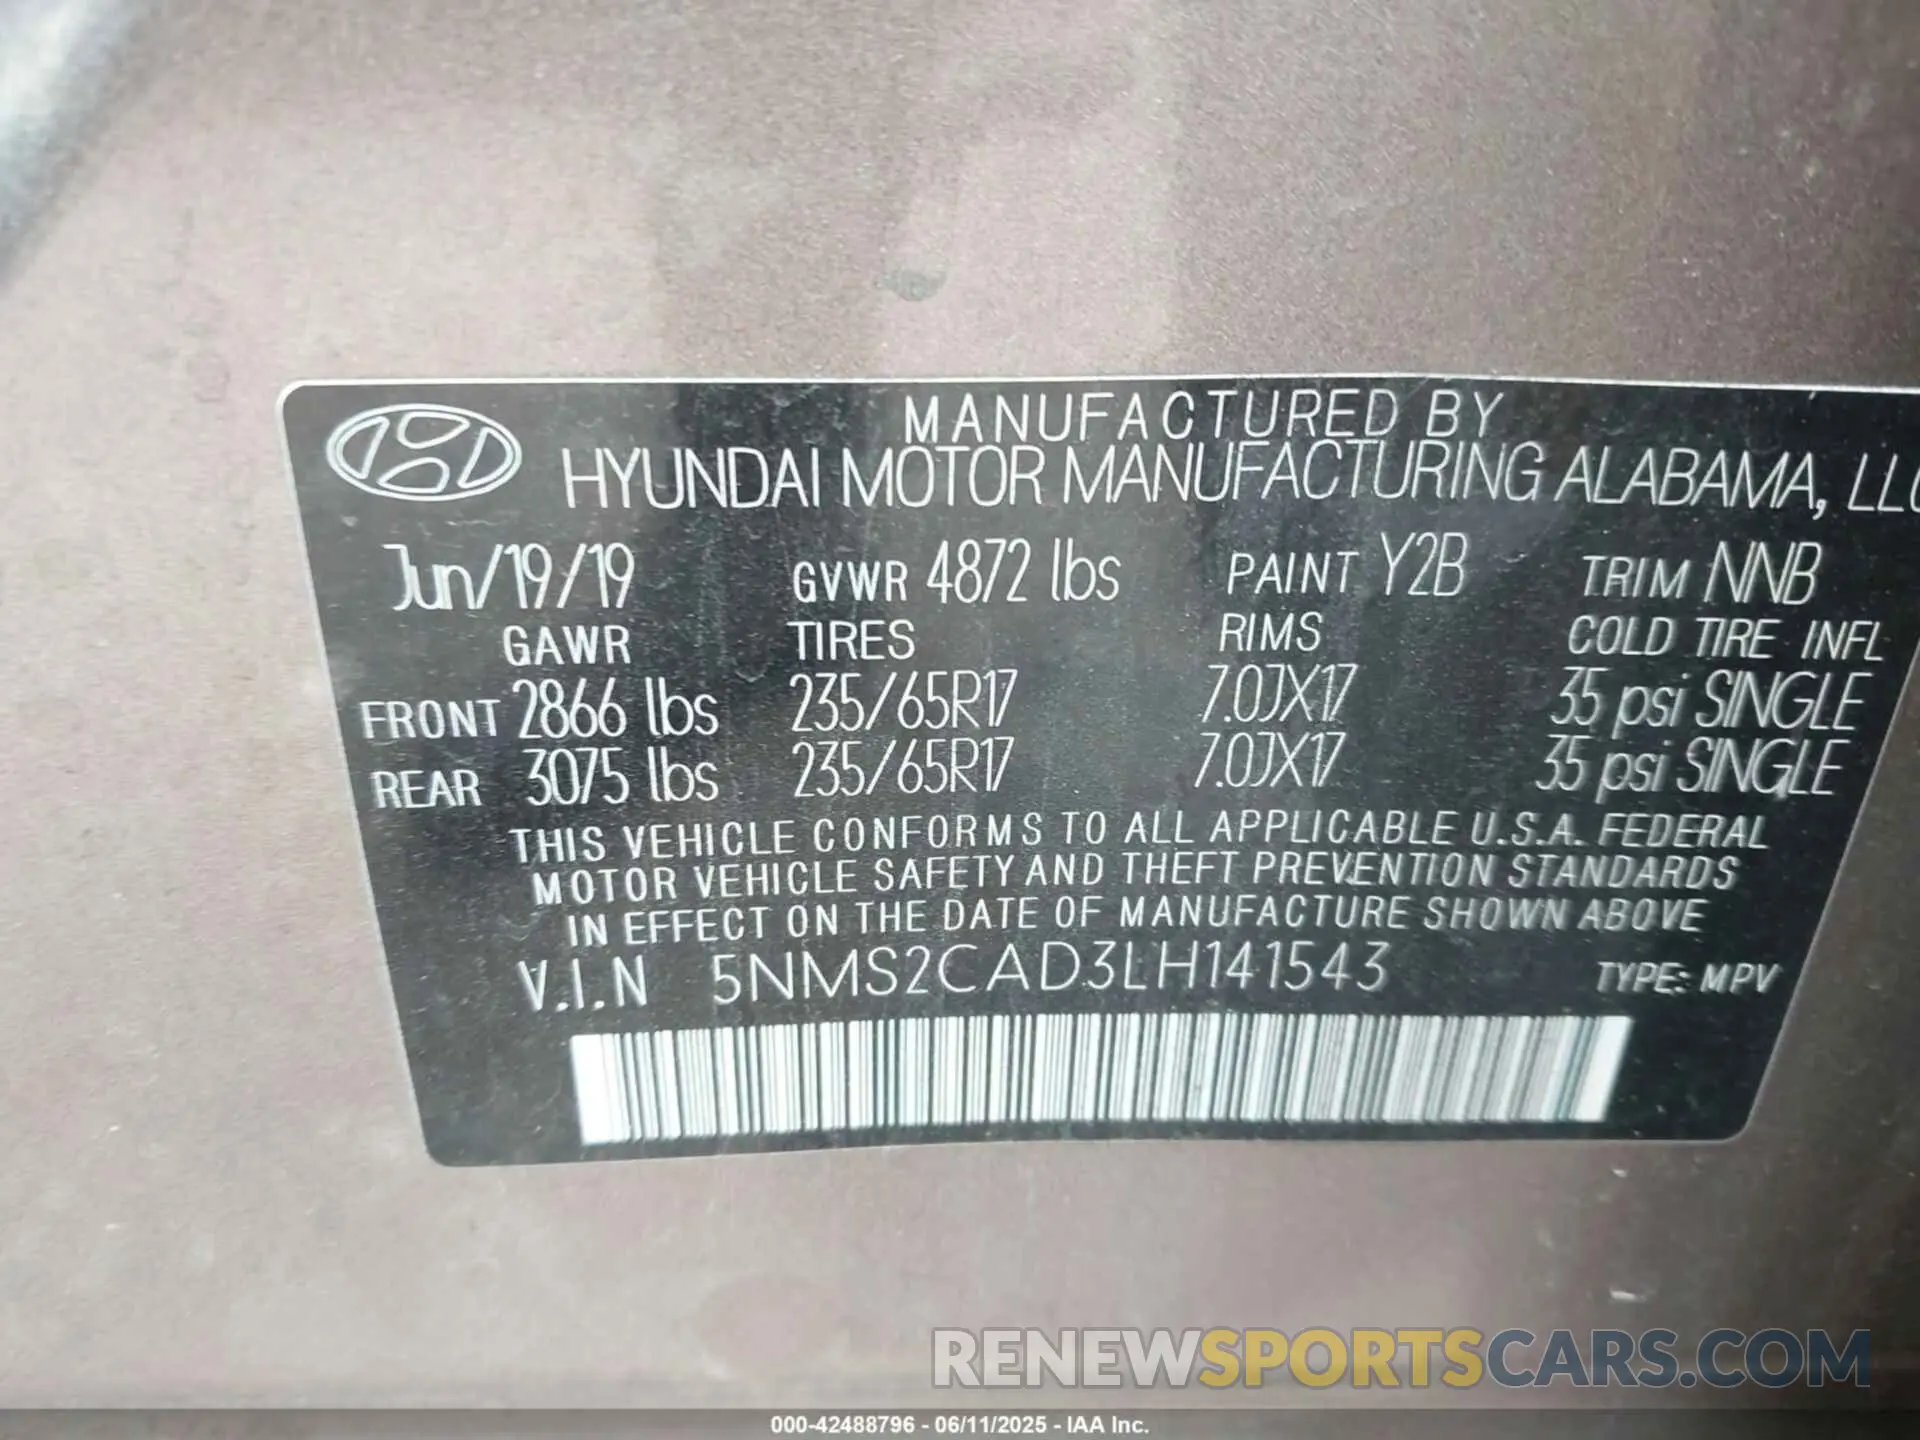 MANUFACTURED BY
HYUNDAI MOTOR MANUFACTURING ALABAMA, LLC
Jun/19/19 GVWR 4872 lbs PAINT Y2B TRIM NNB
GAWR TIRES RIMS COLD TIRE INFL
FRONT 2866 lbs 235/65R17 7.0JX17 35 psi SINGLE
REAR 3075 lbs 235/65R17 7.0JX17 35 psi SINGLE
THIS VEHICLE CONFORMS TO ALL APPLICABLE U.S.A. FEDERAL
MOTOR VEHICLE SAFETY AND THEFT PREVENTION STANDARDS
IN EFFECT ON THE DATE OF MANUFACTURE SHOWN ABOVE
V.I.N 5NMS2CAD3LH141543 TYPE: MPV
RENEWSPORTSCARS.COM
000-42488796 - 06/11/2025 - IAA Inc.